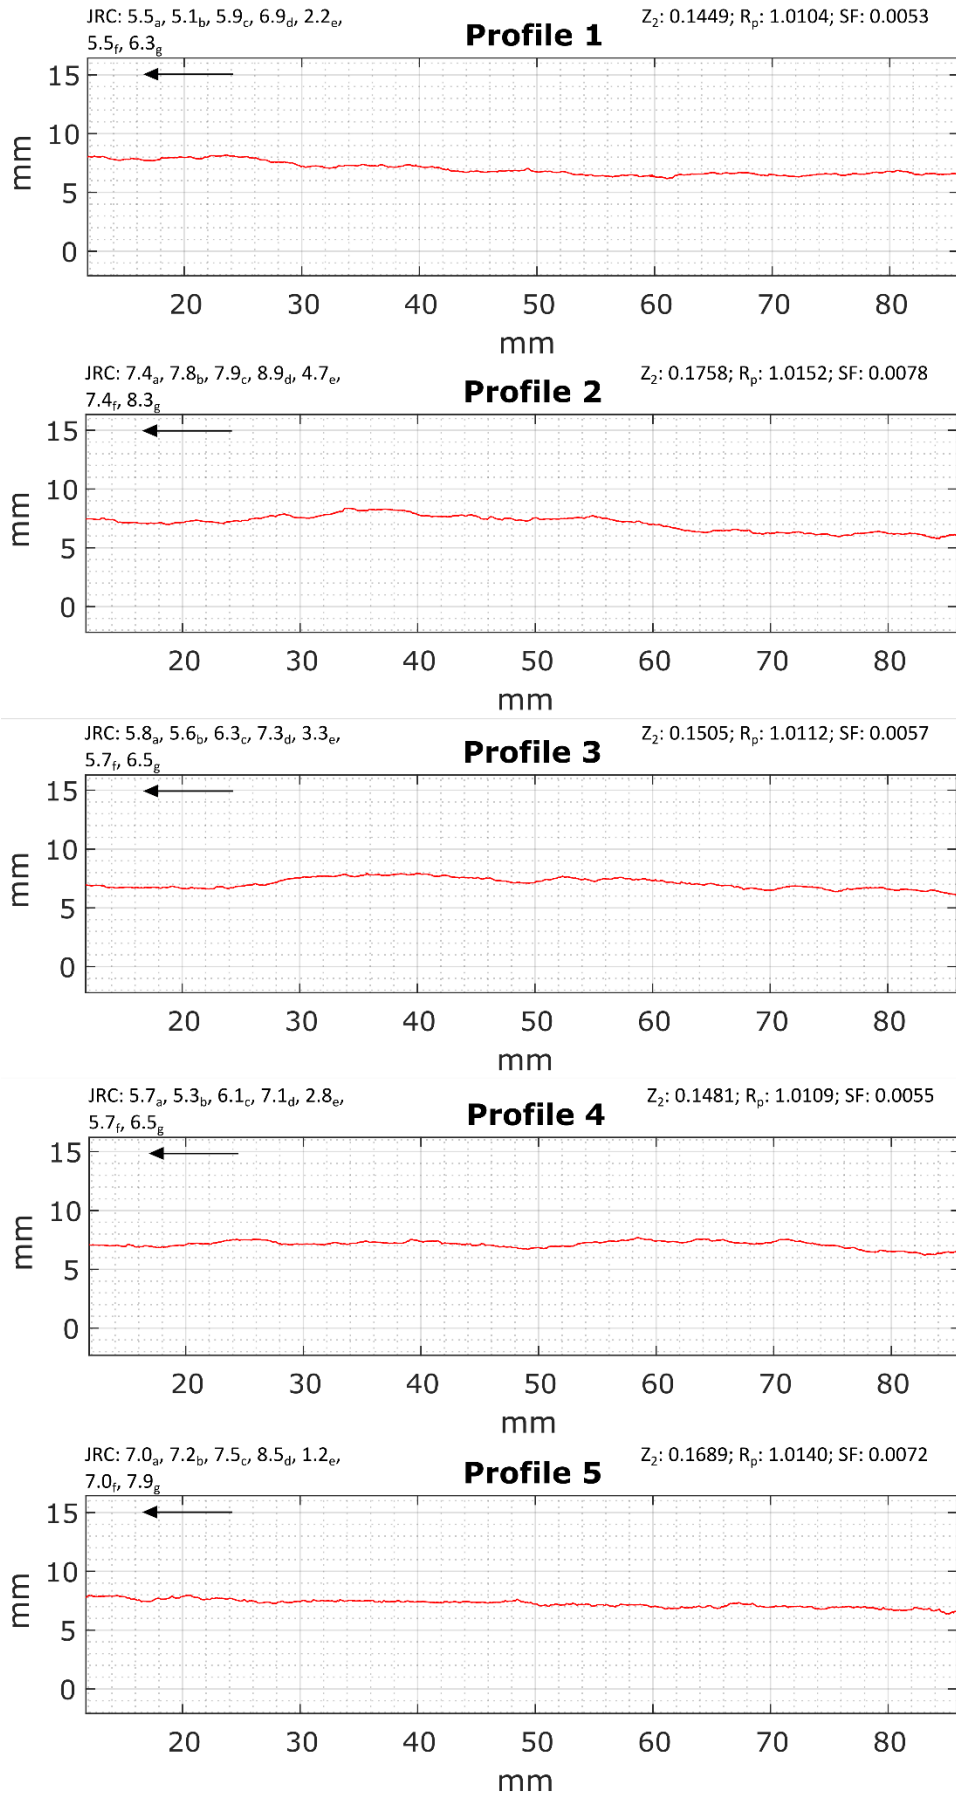 JRC: 5.5a, 5.1b, 5.9c, 6.9d, 2.2e,
5.5f, 6.3g
Profile 1
Z2: 0.1449; Rp: 1.0104; SF: 0.0053
15
10
5
0
mm
20 30 40 50 60 70 80
mm
JRC: 7.4a, 7.8b, 7.9c, 8.9d, 4.7e,
7.4f, 8.3g
Profile 2
Z2: 0.1758; Rp: 1.0152; SF: 0.0078
15
10
5
0
mm
20 30 40 50 60 70 80
mm
JRC: 5.8a, 5.6b, 6.3c, 7.3d, 3.3e,
5.7f, 6.5g
Profile 3
Z2: 0.1505; Rp: 1.0112; SF: 0.0057
15
10
5
0
mm
20 30 40 50 60 70 80
mm
JRC: 5.7a, 5.3b, 6.1c, 7.1d, 2.8e,
5.7f, 6.5g
Profile 4
Z2: 0.1481; Rp: 1.0109; SF: 0.0055
15
10
5
0
mm
20 30 40 50 60 70 80
mm
JRC: 7.0a, 7.2b, 7.5c, 8.5d, 1.2e,
7.0f, 7.9g
Profile 5
Z2: 0.1689; Rp: 1.0140; SF: 0.0072
15
10
5
0
mm
20 30 40 50 60 70 80
mm